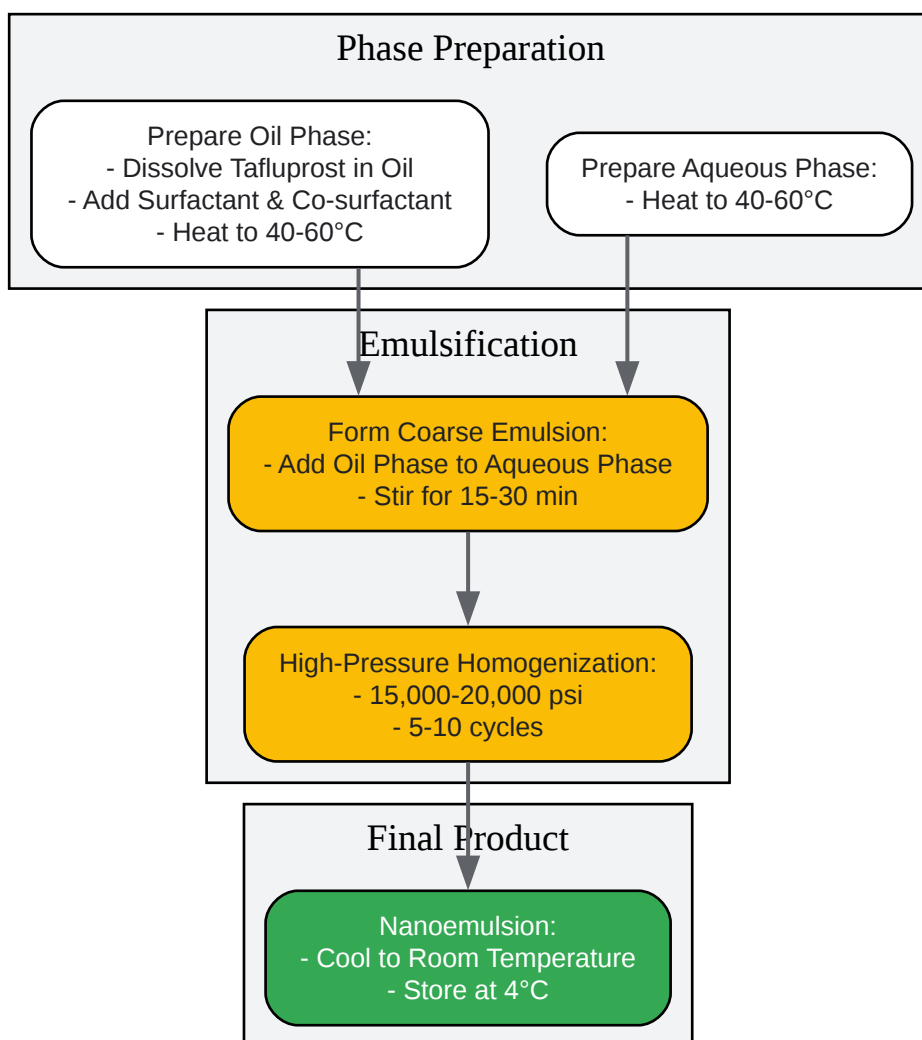 Phase Preparation
Prepare Oil Phase:
- Dissolve Tafluprost in Oil
- Add Surfactant & Co-surfactant
- Heat to 40-60°C
Prepare Aqueous Phase:
- Heat to 40-60°C
Emulsification
Form Coarse Emulsion:
- Add Oil Phase to Aqueous Phase
- Stir for 15-30 min
High-Pressure Homogenization:
- 15,000-20,000 psi
- 5-10 cycles
Final Product
Nanoemulsion:
- Cool to Room Temperature
- Store at 4°C